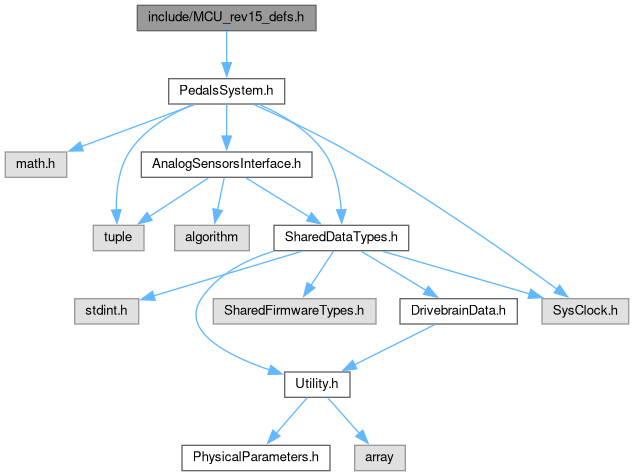 include/MCU_rev15_defs.h
PedalsSystem.h
math.h
AnalogSensorsInterface.h
tuple
algorithm
SharedDataTypes.h
stdint.h
SharedFirmwareTypes.h
DrivebrainData.h
SysClock.h
Utility.h
PhysicalParameters.h
array